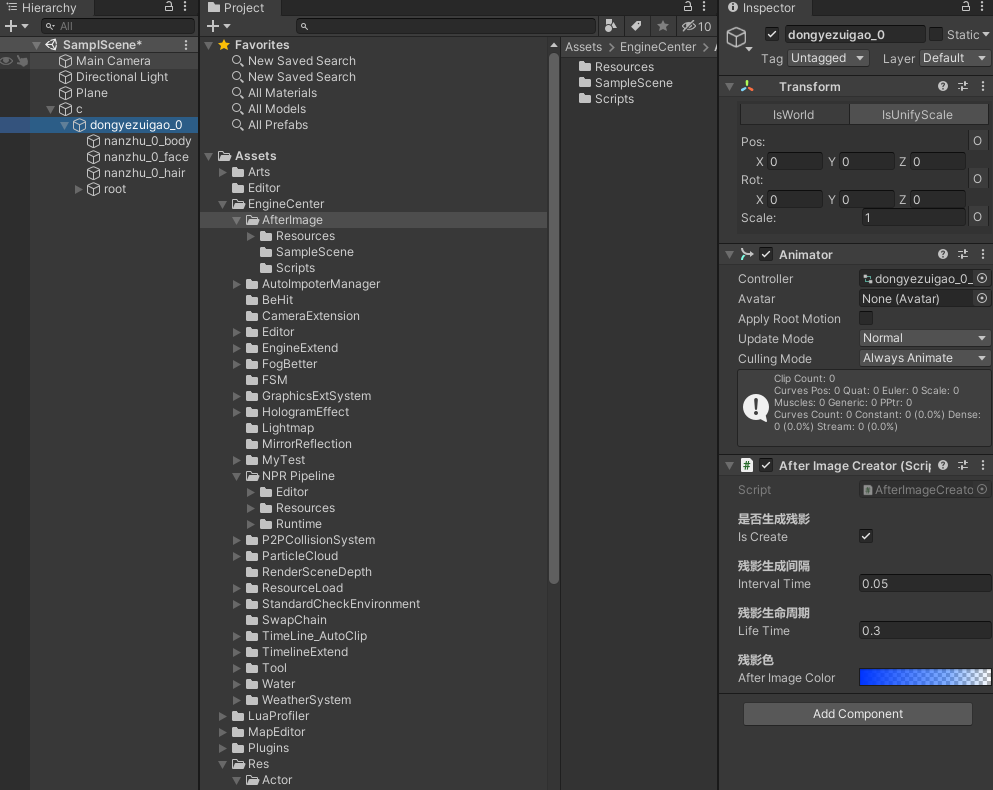 Hierarchy
All
SamplScene*
Main Camera
Directional Light
Plane
c
dongyezuigao_0
nanzhu_0_body
nanzhu_0_face
nanzhu_0_hair
root
Project
10
Favorites
New Saved Search
New Saved Search
All Materials
All Models
All Prefabs
Assets
Arts
Editor
EngineCenter
AfterImage
Resources
SampleScene
Scripts
AutoImpoterManager
BeHit
CameraExtension
Editor
EngineExtend
FogBetter
FSM
GraphicsExtSystem
HologramEffect
Lightmap
MirrorReflection
MyTest
NPR Pipeline
Editor
Resources
Runtime
P2PCollisionSystem
ParticleCloud
RenderSceneDepth
ResourceLoad
StandardCheckEnvironment
SwapChain
TimeLine_AutoClip
TimelineExtend
Tool
Water
WeatherSystem
LuaProfiler
MapEditor
Plugins
Res
Actor
Assets > EngineCenter >
Resources
SampleScene
Scripts
Inspector
dongyezuigao_0 Static
Tag Untagged Layer Default
Transform
IsWorld IsUnifyScale
Pos: O
X 0 Y 0 Z 0
Rot: O
X 0 Y 0 Z 0
Scale: 1 O
Animator
Controller dongyezuigao_0_
Avatar None (Avatar)
Apply Root Motion
Update Mode Normal
Culling Mode Always Animate
Clip Count: 0
Curves Pos: 0 Quat: 0 Euler: 0 Scale: 0
Muscles: 0 Generic: 0 PPtr: 0
Curves Count: 0 Constant: 0 (0.0%) Dense:
0 (0.0%) Stream: 0 (0.0%)
# After Image Creator (Scrip
Script AfterImageCreato
是否生成残影
Is Create
残影生成间隔
Interval Time 0.05
残影生命周期
Life Time 0.3
残影色
After Image Color
Add Component